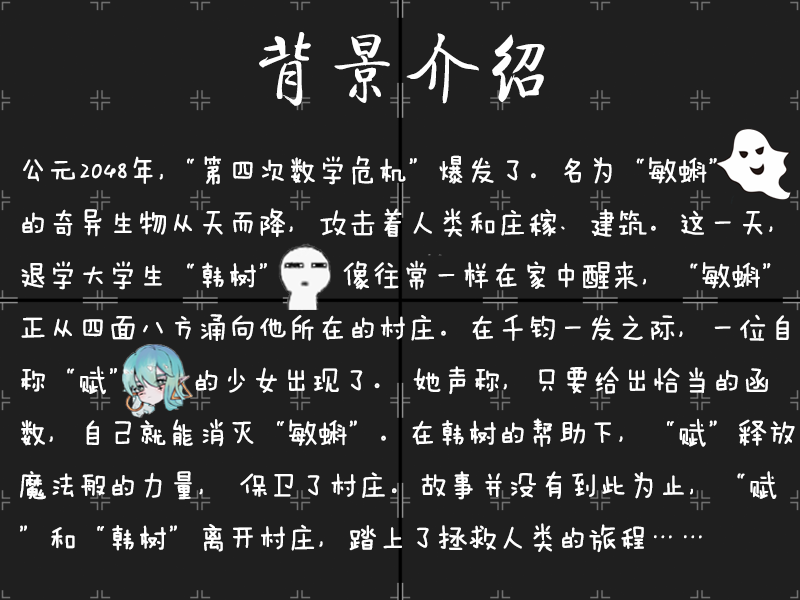 背景介绍
公元2048年，“第四次数学危机”爆发了。名为“敏蝌”
的奇异生物从天而降，攻击着人类和庄稼、建筑。这一天，
退学大学生“韩树”像往常一样在家中醒来，“敏蝌”
正从四面八方涌向他所在的村庄。在千钧一发之际，一位自
称“赋”的少女出现了。她声称，只要给出恰当的函
数，自己就能消灭“敏蝌”。在韩树的帮助下，“赋”释放
魔法般的力量，保卫了村庄。故事并没有到此为止，“赋
”和“韩树”离开村庄，踏上了拯救人类的旅程……